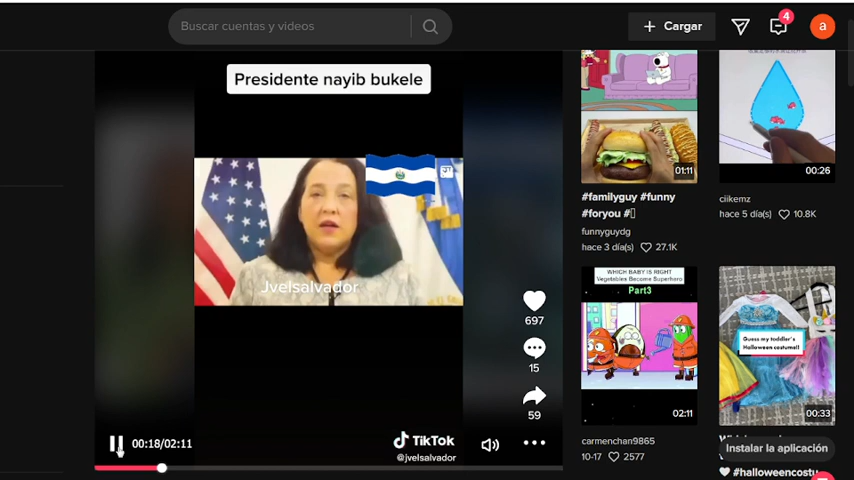 Buscar cuentas y videos
Cargar
4
a
Presidente nayib bukele
Jvelsalvador
697
15
59
00:18/02:11
TikTok
@jvelsalvador
01:11
#familyguy #funny
#foryou #
funnyguydg
hace 3 día(s) 27.1K
00:26
ciikemz
hace 5 día(s) 10.8K
WHICH BABY IS RIGHT
Vegetables Become Superhero
Part3
02:11
carmenchan9865
10-17 2577
Guess my toddler's
Halloween costume!!
00:33
Instalar la aplicación
#halloweencostu